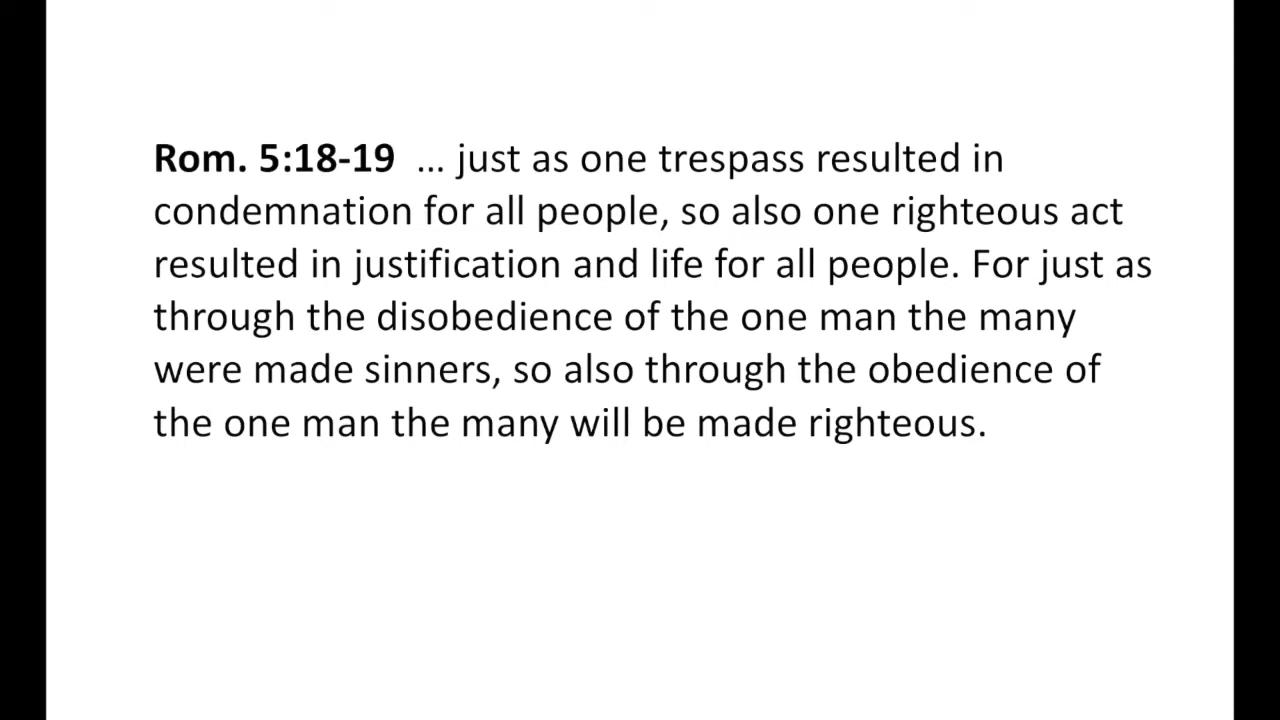 Rom. 5:18-19 ... just as one trespass resulted in
condemnation for all people, so also one righteous act
resulted in justification and life for all people. For just as
through the disobedience of the one man the many
were made sinners, so also through the obedience of
the one man the many will be made righteous.